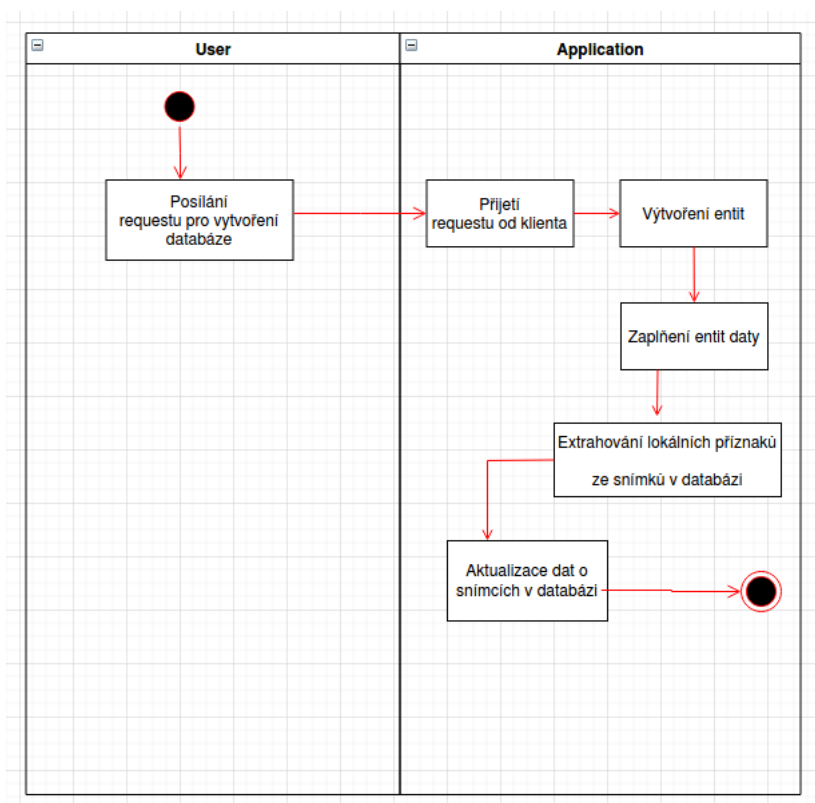 User
Application
Posílání
requestu pro vytvoření
databáze
Přijetí
requestu od klienta
Výtvoření entit
Zaplňení entit daty
Extrahování lokálních příznaků
ze snímků v databázi
Aktualizace dat o
snímcích v databázi